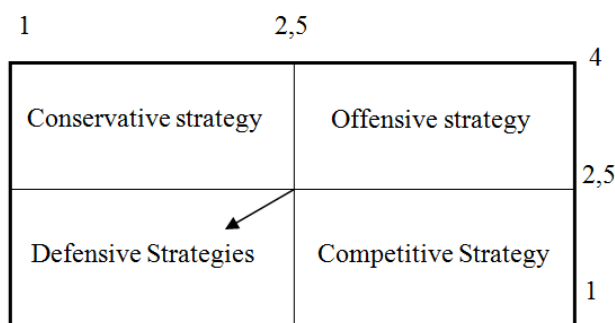 1 2,5
4
Conservative strategy Offensive strategy
2,5
Defensive Strategies Competitive Strategy
1